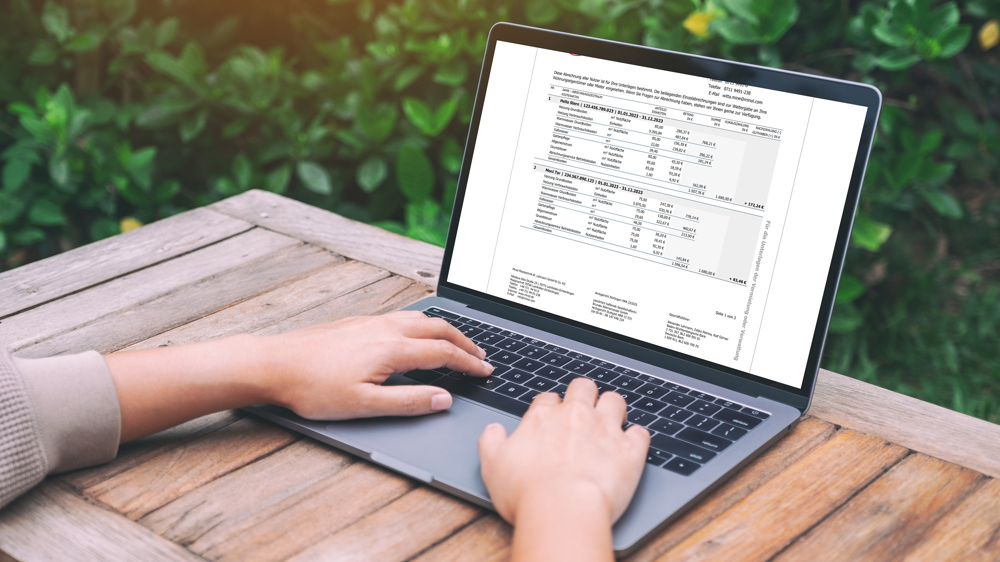 Telefon 0711 9491-0
Telefax 0711 9491-238
E-Mail witta.mine@minol.com
Diese Abrechnung aller Nutzer ist für Ihre Unterlagen bestimmt. Die beiliegenden Einzelabrechnungen sind zur Weitergabe an Ihre
Wohnungseigentümer oder Mieter vorgesehen. Wenn Sie Fragen zur Abrechnung haben, stehen wir Ihnen gerne zur Verfügung.
NR. NAME – ABRECHNUNGSZEITRAUM
KOSTENARTEN ANTEILE/ EINHEITEN BETRAG IN € SUMME IN € VORAUSZAHLUNG IN € NACHZAHLUNG (-) GUTHABEN (+) IN €
1 Hella Stern | 123.456.789.023 | 01.01.2023 - 31.12.2023
Heizung Grundkosten m² Nutzfläche 85,00 280,37 €
Heizung Verbrauchskosten Einheiten 5.395,84 487,84 € 768,21 €
Warmwasser Grundkosten m² Nutzfläche 85,00 156,39 €
Warmwasser Verbrauchskosten m³ 22,00 239,82 € 396,22 €
Kaltwasser 39,40 181,24 €
Gartenpflege m² Nutzfläche 85,00 43,30 €
Allgemeinstrom m² Nutzfläche 85,00 18,59 €
Grundsteuer m² Nutzfläche 85,00 93,28 €
Abrechnungsservice Betriebskosten Nutzeinheiten 1,00 6,92 € 162,09 €
Gesamtkosten 1.507,76 € 1.680,00 € + 172,24 €
2 Moni Tor | 234.567.890.123 | 01.01.2023 - 31.12.2023
Heizung Grundkosten m² Nutzfläche 75,00 247,38 €
Heizung Verbrauchskosten Einheiten 5.870,50 530,76 € 778,14 €
Warmwasser Grundkosten m² Nutzfläche 75,00 138,00 €
Warmwasser Verbrauchskosten m³ 29,60 322,67 € 460,67 €
Kaltwasser 46,50 213,90 €
Gartenpflege m² Nutzfläche 75,00 38,20 €
Allgemeinstrom m² Nutzfläche 75,00 16,41 €
Grundsteuer m² Nutzfläche 75,00 82,30 €
Abrechnungsservice Betriebskosten Nutzeinheiten 1,00 6,92 € 143,84 €
Gesamtkosten 1.596,54 € 1.680,00 € + 83,46 €
Für die Unterlagen der Vermietung oder Verwaltung
Seite 1 von 3
Minol Messtechnik W. Lehmann GmbH & Co. KG
Nikolaus-Otto-Straße 25 | 70771 Leinfelden-Echterdingen
Postanschrift 70766 Leinfelden-Echterdingen
Telefon +49 711 94 91-0
Telefax +49 711 94 91-238
Internet www.minol.de
E-Mail info@minol.com
Amtsgericht Nürtingen HRA 221033
persönlich haftende Gesellschafterin:
Brunata Wärmemesser GmbH
Amtsgericht Stuttgart HRB 12 531
Ust-ID-Nr.: DE 147 646 219
Geschäftsführer:
Alexander Lehmann, Zeljko Petrina, Ralf Görner
Baden-Württembergische Bank
2 731 267, BLZ 600 501 01
Deutsche Bank
1 609 411, BLZ 600 700 70
esc
delete
return
shift